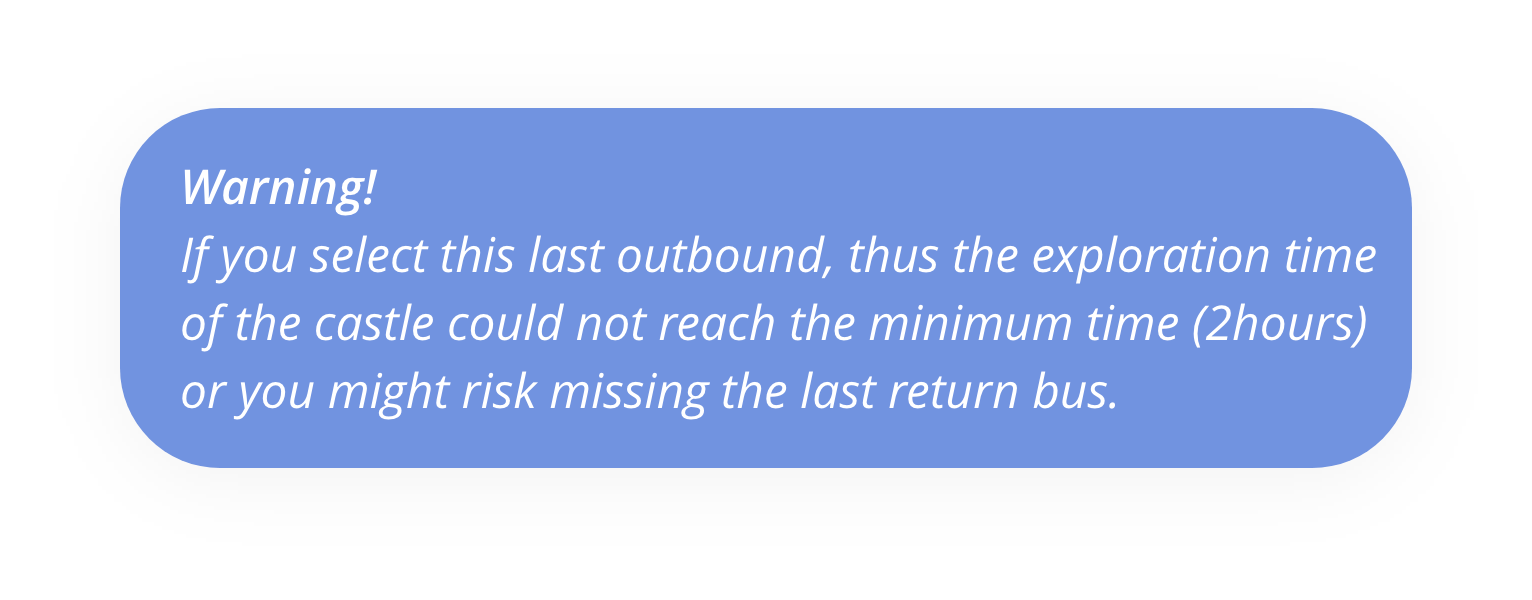 Warning!
If you select this last outbound, thus the exploration time
of the castle could not reach the minimum time (2hours)
or you might risk missing the last return bus.